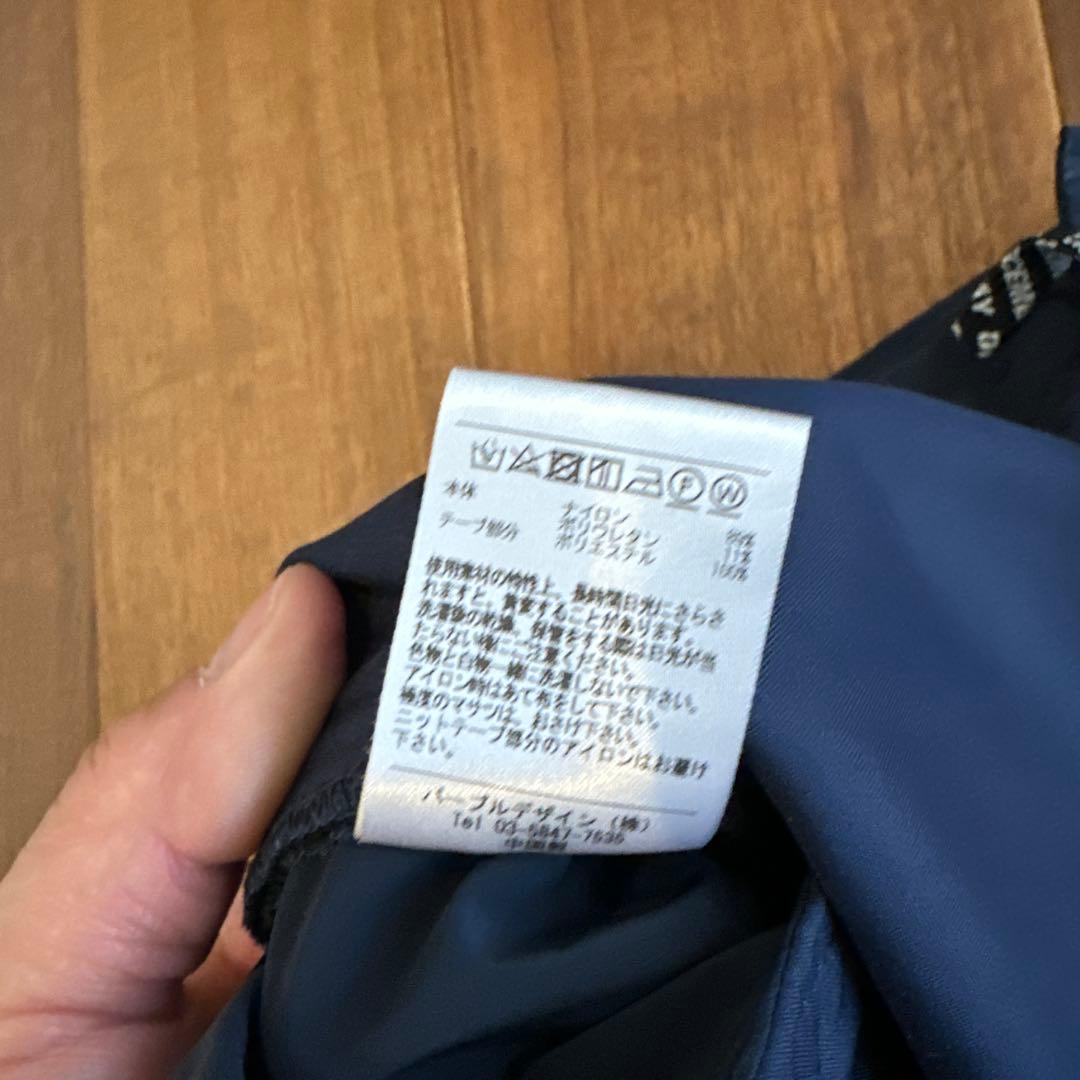 本体 ナイロン 89%
ポリウレタン 11%
テープ部分 ポリエステル 100%
使用素材の特性上、長時間日光にさらさ
れますと、黄変することがあります。
洗濯後の乾燥、保管をする際は日光が当
たらない様にご注意ください。
色物と白物一緒に洗濯しないで下さい。
アイロン時はあて布をして下さい。
極度のマサツは、おさけ下さい。
ニットテープ部分のアイロンはお避け
下さい。
パープルデザイン(株)
Tel 03-5847-7635
中国製